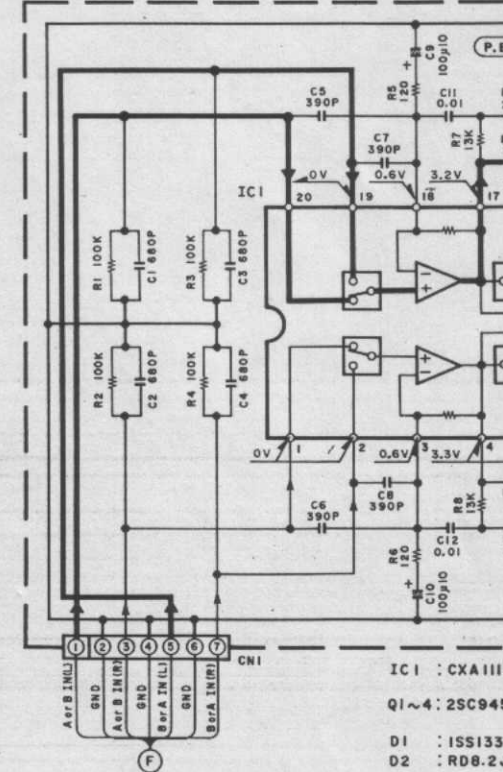 C9
100µ10
+
(P.B
R5
120
C5
390P
C11
0.01
R7
13K
C7
390P
0V
0.6V
3.2V
IC1
20
19
18
17
R1 100K
C1 680P
R3 100K
C3 680P
−
+
R2 100K
C2 680P
R4 100K
C4 680P
+
−
0V
1
2
0.6V
3
3.3V
4
C8
390P
R8
13K
C6
390P
C12
0.01
R6
120
+
C10
100µ10
1
2
3
4
5
6
7
CN1
A or B IN(L)
GND
A or B IN(R)
GND
B or A IN(L)
GND
B or A IN(R)
F
IC1 : CXA111
Q1~4 : 2SC945
D1 : 1SS133
D2 : RD8.2